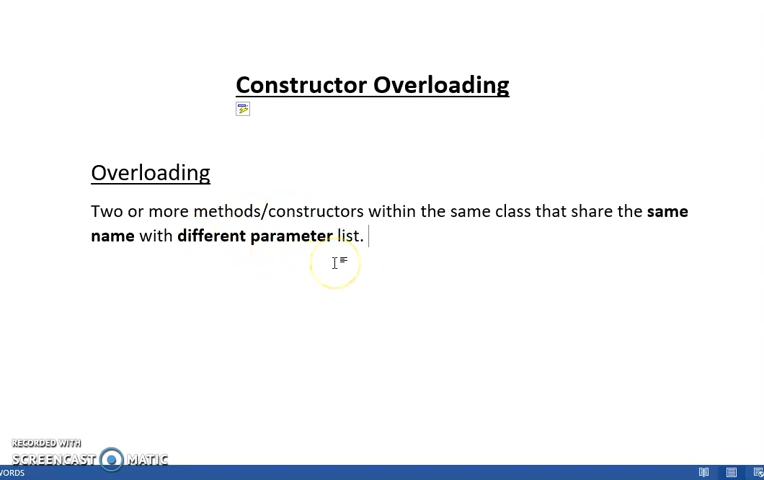 Constructor Overloading
Overloading
Two or more methods/constructors within the same class that share the same
name with different parameter list.
RECORDED WITH
SCREENCAST MATIC
WORDS